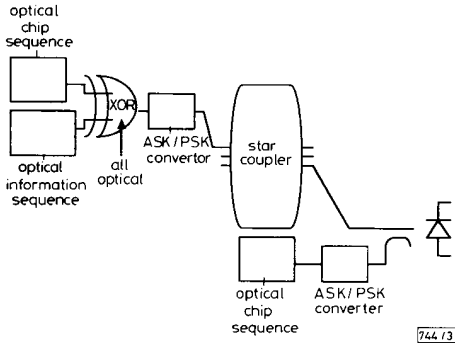 optical
chip
sequence
XOR
ASK/PSK
convertor
all
optical
optical
information
sequence
star
coupler
optical
chip
sequence
ASK/PSK
converter
744/3